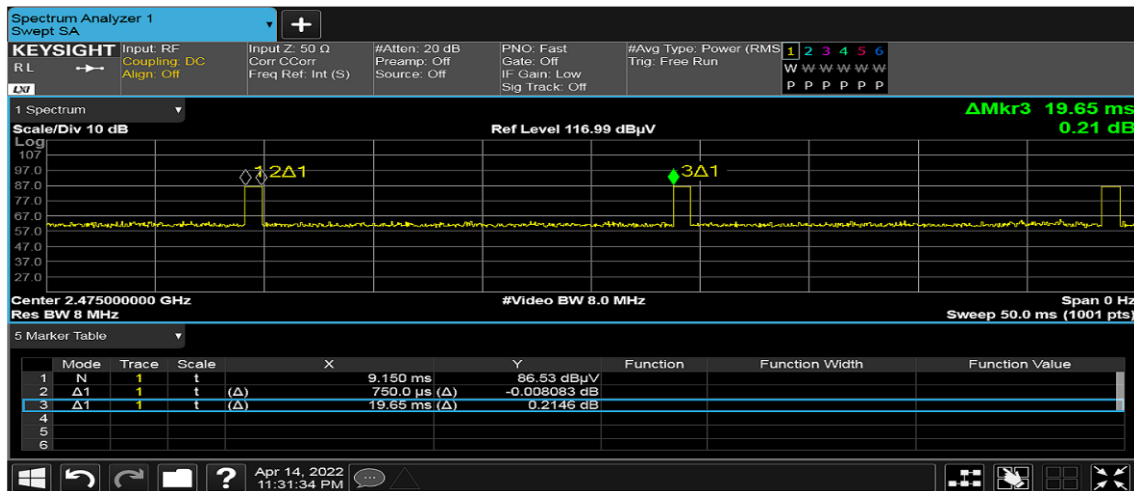 Spectrum Analyzer 1
Swept SA
+
KEYSIGHT Input: RF Input Z: 50 Ω #Atten: 20 dB PNO: Fast #Avg Type: Power (RMS 1 2 3 4 5 6
RL Coupling: DC Corr CCorr Preamp: Off Gate: Off Trig: Free Run W W W W W W
Align: Off Freq Ref: Int (S) Source: Off IF Gain: Low P P P P P P
LXI Sig Track: Off
1 Spectrum ΔMkr3 19.65 ms
Scale/Div 10 dB Ref Level 116.99 dBµV 0.21 dB
Log
107
97.0 1 2Δ1 3Δ1
87.0
77.0
67.0
57.0
47.0
37.0
27.0
Center 2.475000000 GHz #Video BW 8.0 MHz Span 0 Hz
Res BW 8 MHz Sweep 50.0 ms (1001 pts)
5 Marker Table
Mode Trace Scale X Y Function Function Width Function Value
1 N 1 t 9.150 ms 86.53 dBµV
2 Δ1 1 t (Δ) 750.0 µs (Δ) -0.008083 dB
3 Δ1 1 t (Δ) 19.65 ms (Δ) 0.2146 dB
4
5
6
? Apr 14, 2022
11:31:34 PM